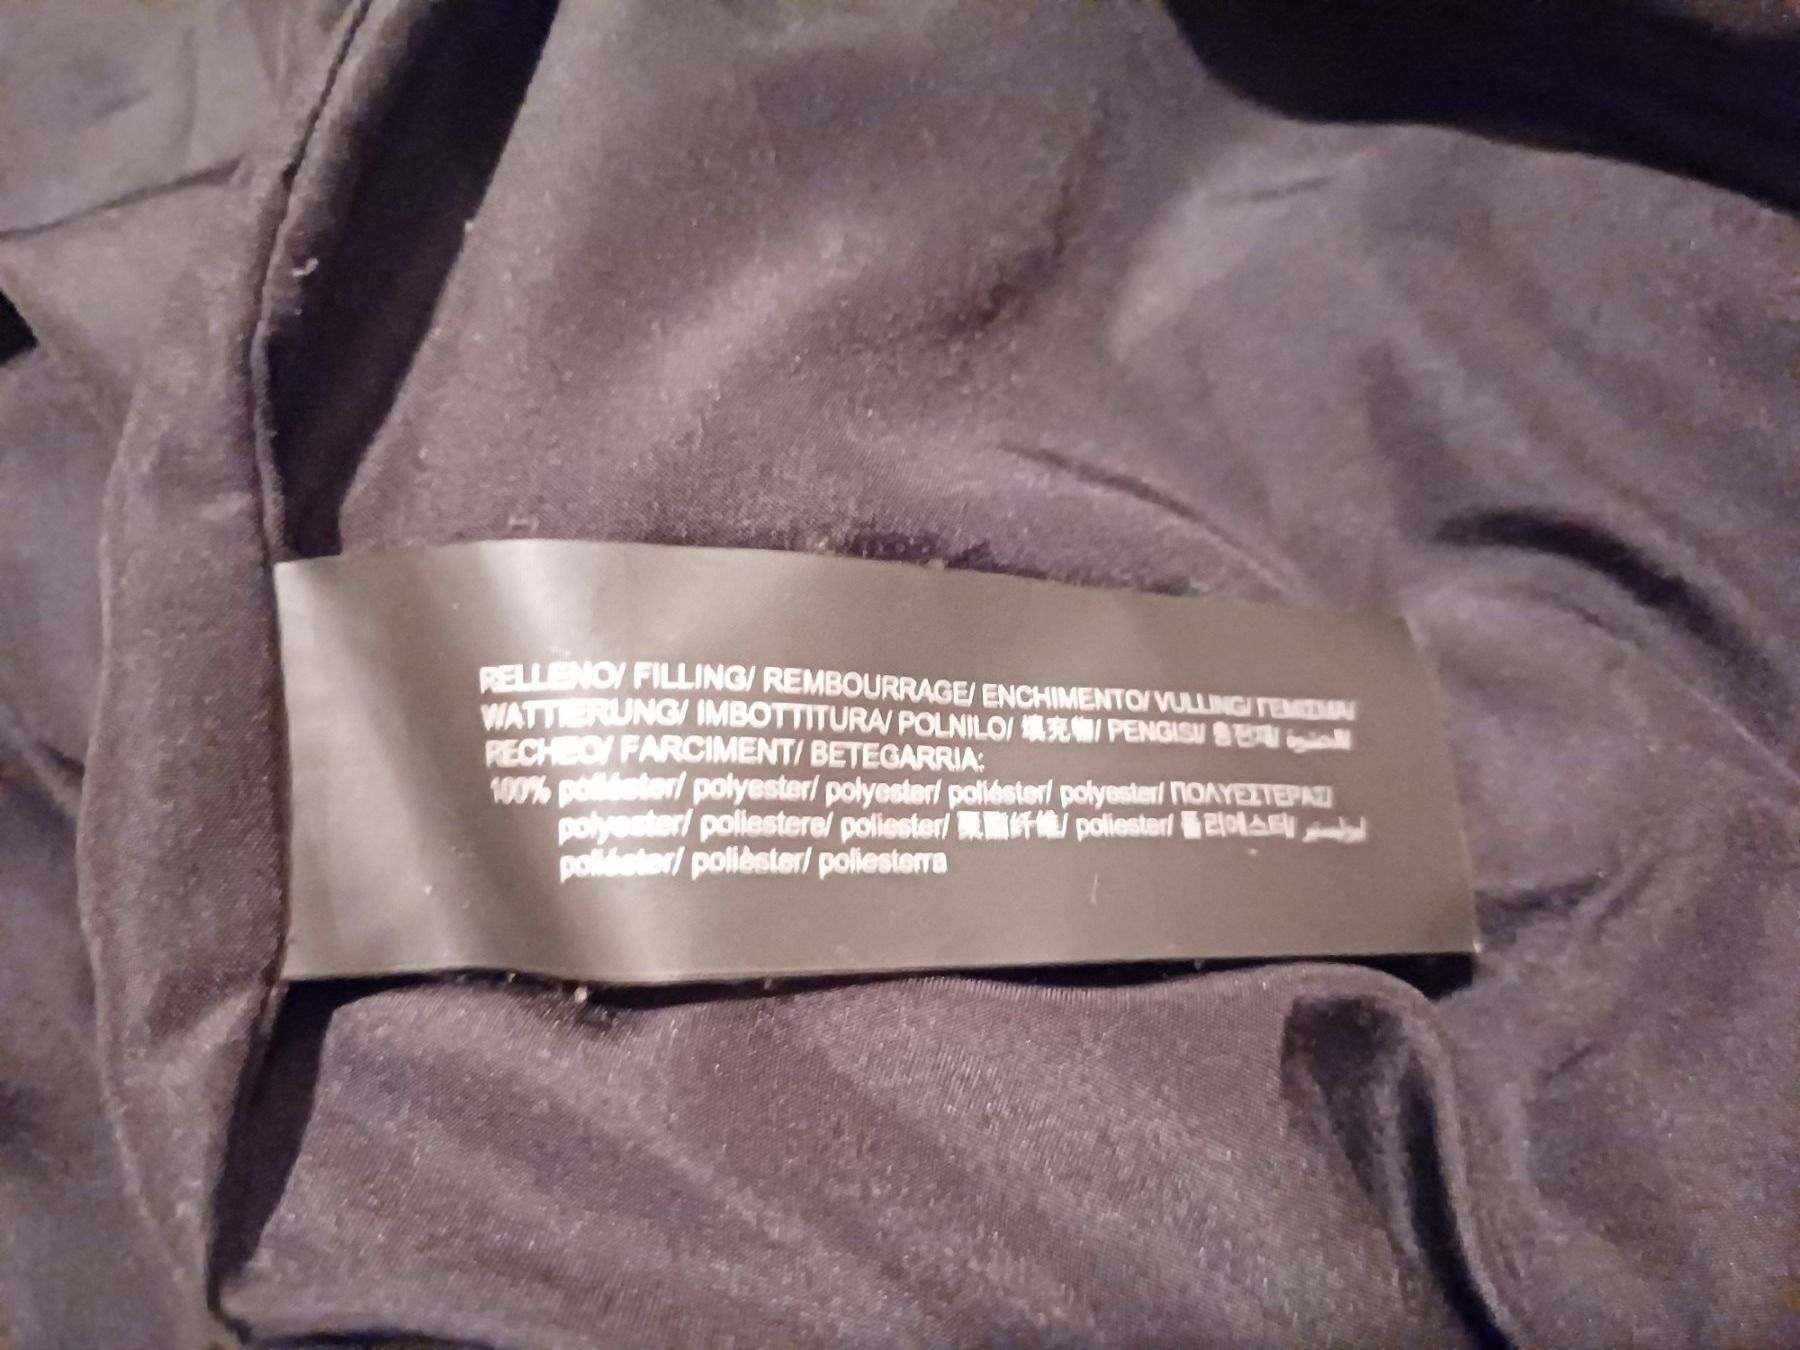 RELLENO/ FILLING/ REMBOURRAGE/ ENCHIMENTO/ VULLING/ ΓΕΜΙΣΜΑ/
WATTIERUNG/ IMBOTTITURA/ POLNILO/ 填充物/ PENGISI/ 충전재/ الحشوة
RECHEO/ FARCIMENT/ BETEGARRIA:
100% poliéster/ polyester/ polyester/ poliéster/ polyester/ ΠΟΛΥΕΣΤΕΡΑΣ/
polyester/ poliestere/ poliester/ 聚酯纤维/ poliester/ 폴리에스터/
poliéster/ polièster/ poliesterra